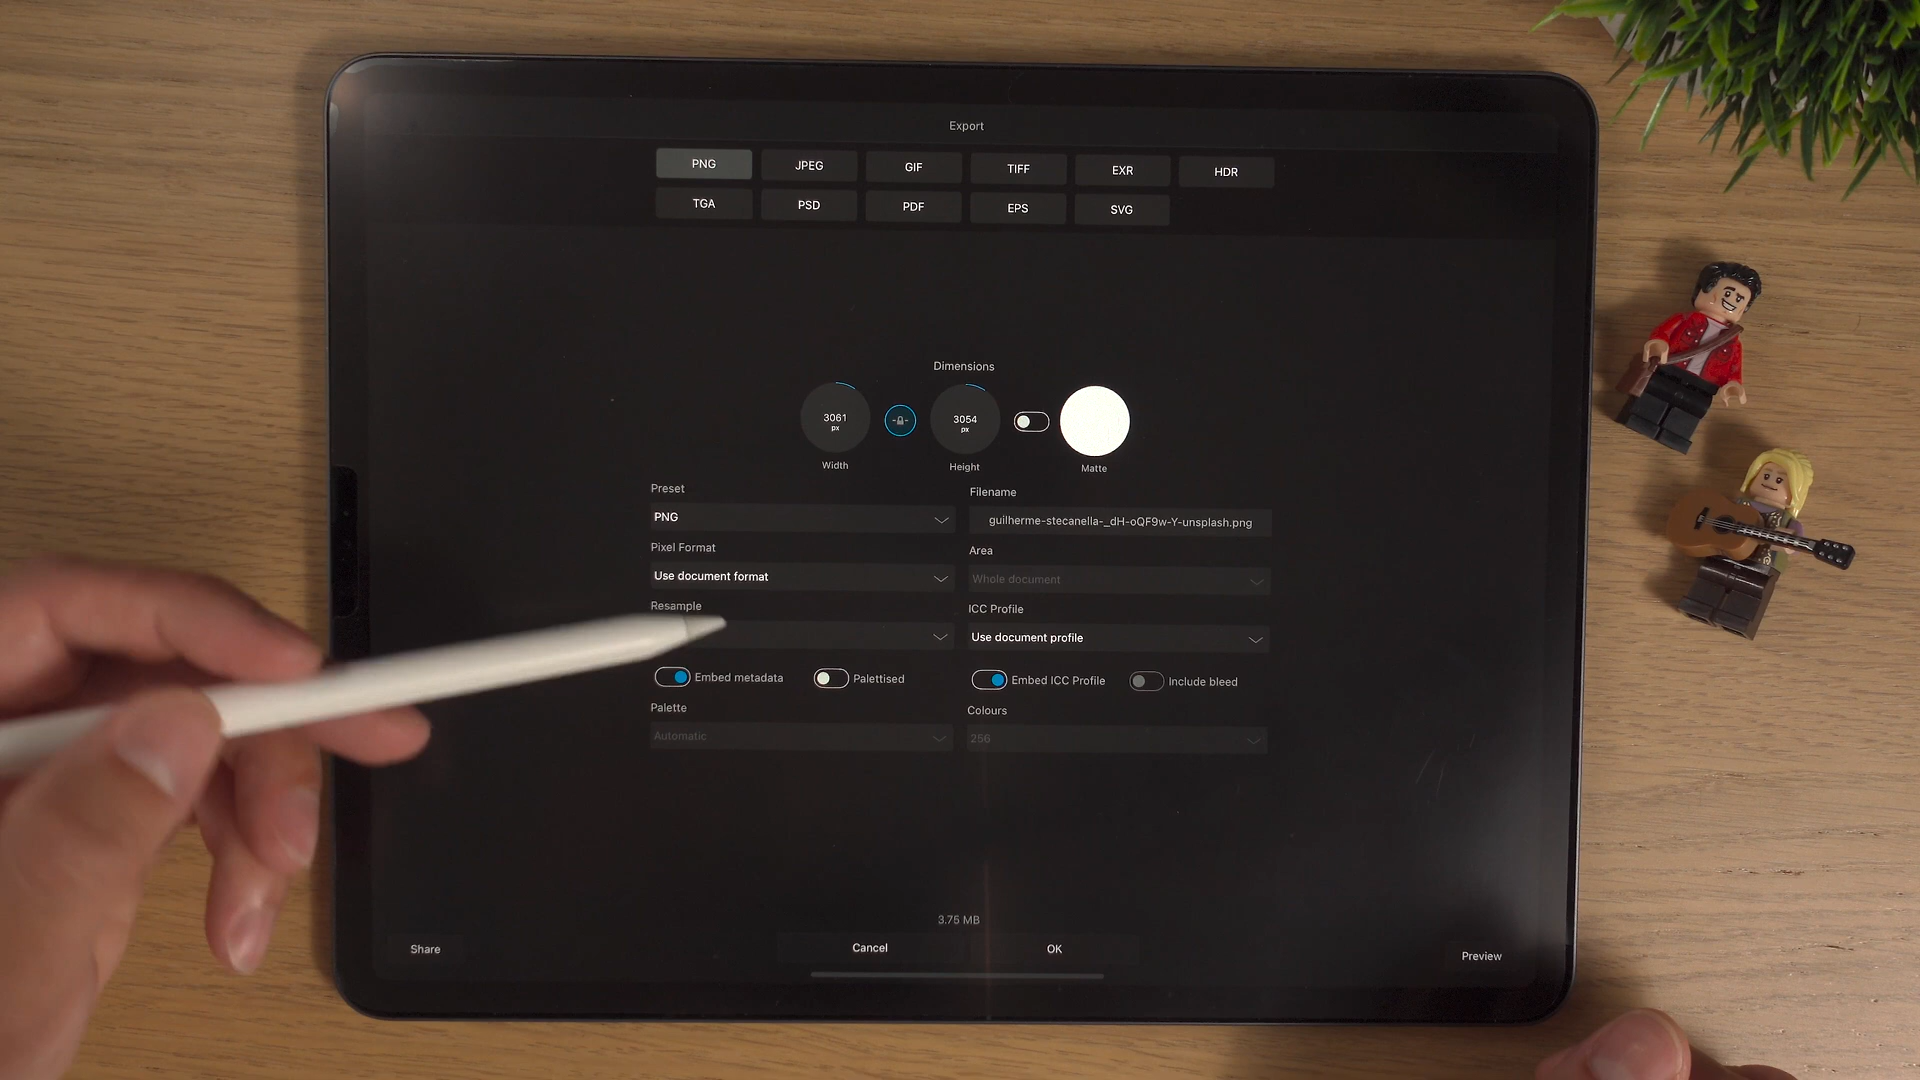 Export
PNG JPEG GIF TIFF EXR HDR
TGA PSD PDF EPS SVG
Dimensions
3061 px
3054 px
Width Height Matte
Preset Filename
PNG guilherme-stecanella-_dH-oQF9w-Y-unsplash.png
Pixel Format Area
Use document format Whole document
Resample ICC Profile
Use document profile
Embed metadata Palettised Embed ICC Profile Include bleed
Palette Colours
Automatic 256
3.75 MB
Share Cancel OK Preview